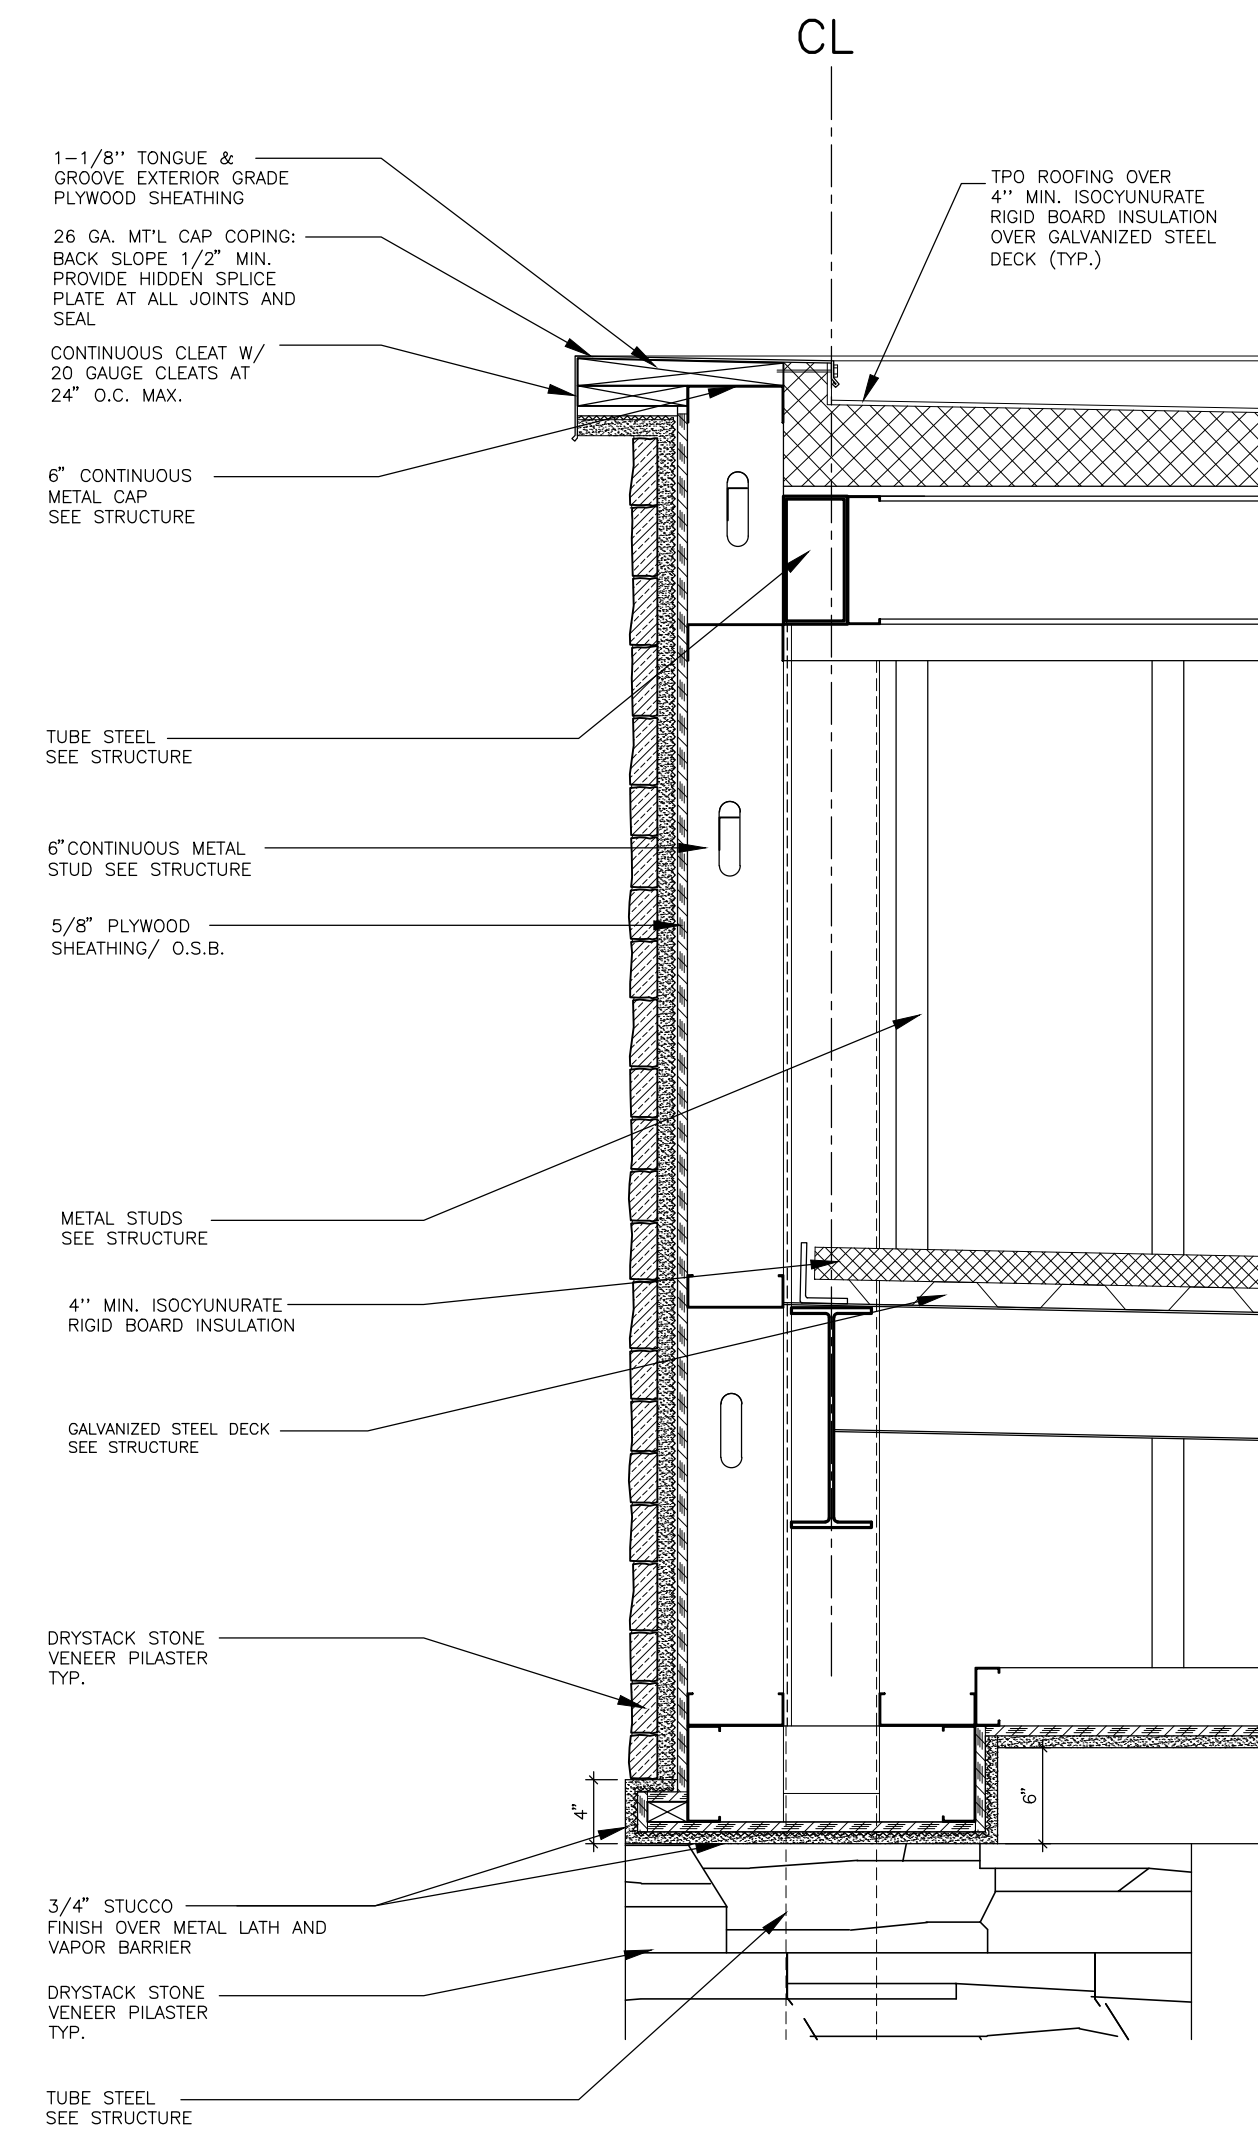 CL
1-1/8'' TONGUE &
GROOVE EXTERIOR GRADE
PLYWOOD SHEATHING
26 GA. MT'L CAP COPING:
BACK SLOPE 1/2" MIN.
PROVIDE HIDDEN SPLICE
PLATE AT ALL JOINTS AND
SEAL
CONTINUOUS CLEAT W/
20 GAUGE CLEATS AT
24" O.C. MAX.
TPO ROOFING OVER
4'' MIN. ISOCYUNURATE
RIGID BOARD INSULATION
OVER GALVANIZED STEEL
DECK (TYP.)
6" CONTINUOUS
METAL CAP
SEE STRUCTURE
TUBE STEEL
SEE STRUCTURE
6" CONTINUOUS METAL
STUD SEE STRUCTURE
5/8" PLYWOOD
SHEATHING/ O.S.B.
METAL STUDS
SEE STRUCTURE
4'' MIN. ISOCYUNURATE
RIGID BOARD INSULATION
GALVANIZED STEEL DECK
SEE STRUCTURE
DRYSTACK STONE
VENEER PILASTER
TYP.
4"
6"
3/4" STUCCO
FINISH OVER METAL LATH AND
VAPOR BARRIER
DRYSTACK STONE
VENEER PILASTER
TYP.
TUBE STEEL
SEE STRUCTURE